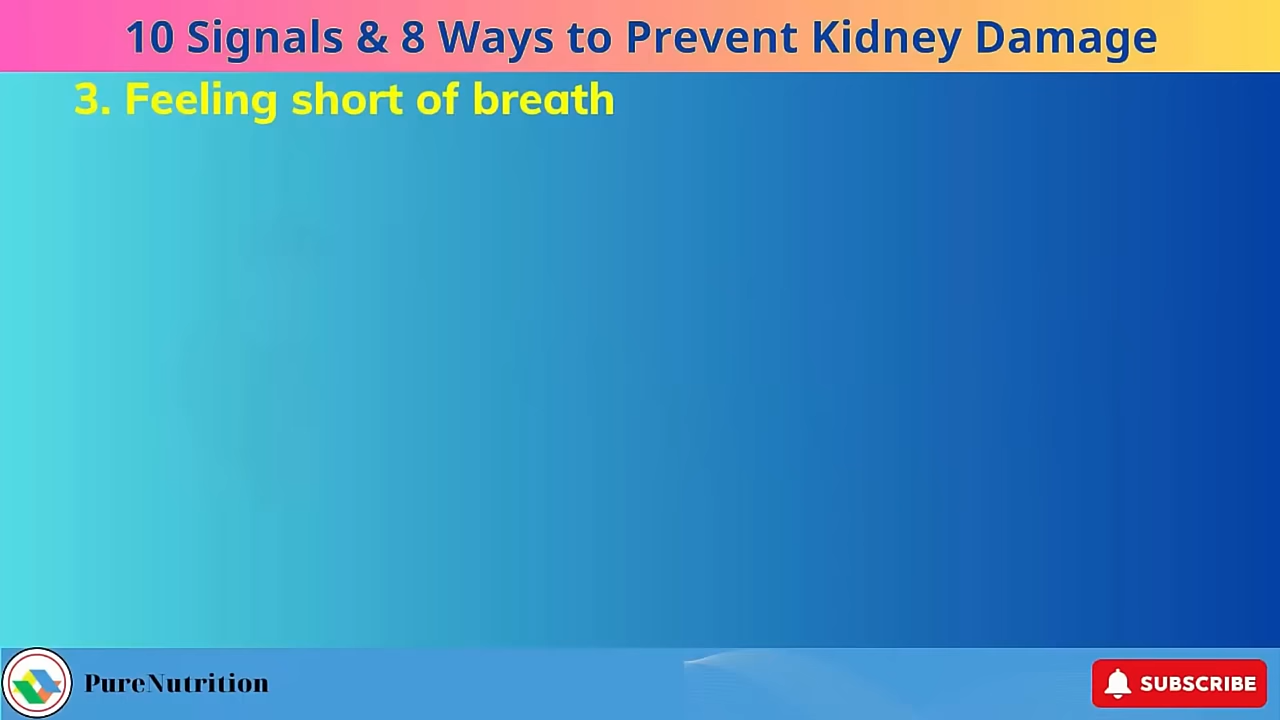 10 Signals & 8 Ways to Prevent Kidney Damage
3. Feeling short of breath
PureNutrition
SUBSCRIBE